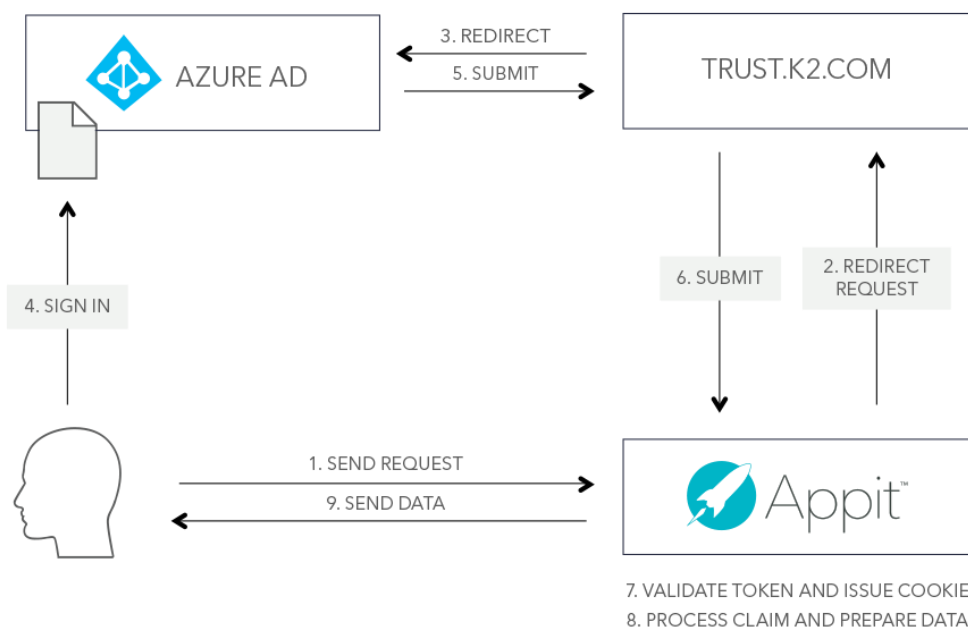 AZURE AD
3. REDIRECT
5. SUBMIT
TRUST.K2.COM
4. SIGN IN
6. SUBMIT
2. REDIRECT
REQUEST
1. SEND REQUEST
9. SEND DATA
Appit™
7. VALIDATE TOKEN AND ISSUE COOKIE
8. PROCESS CLAIM AND PREPARE DATA